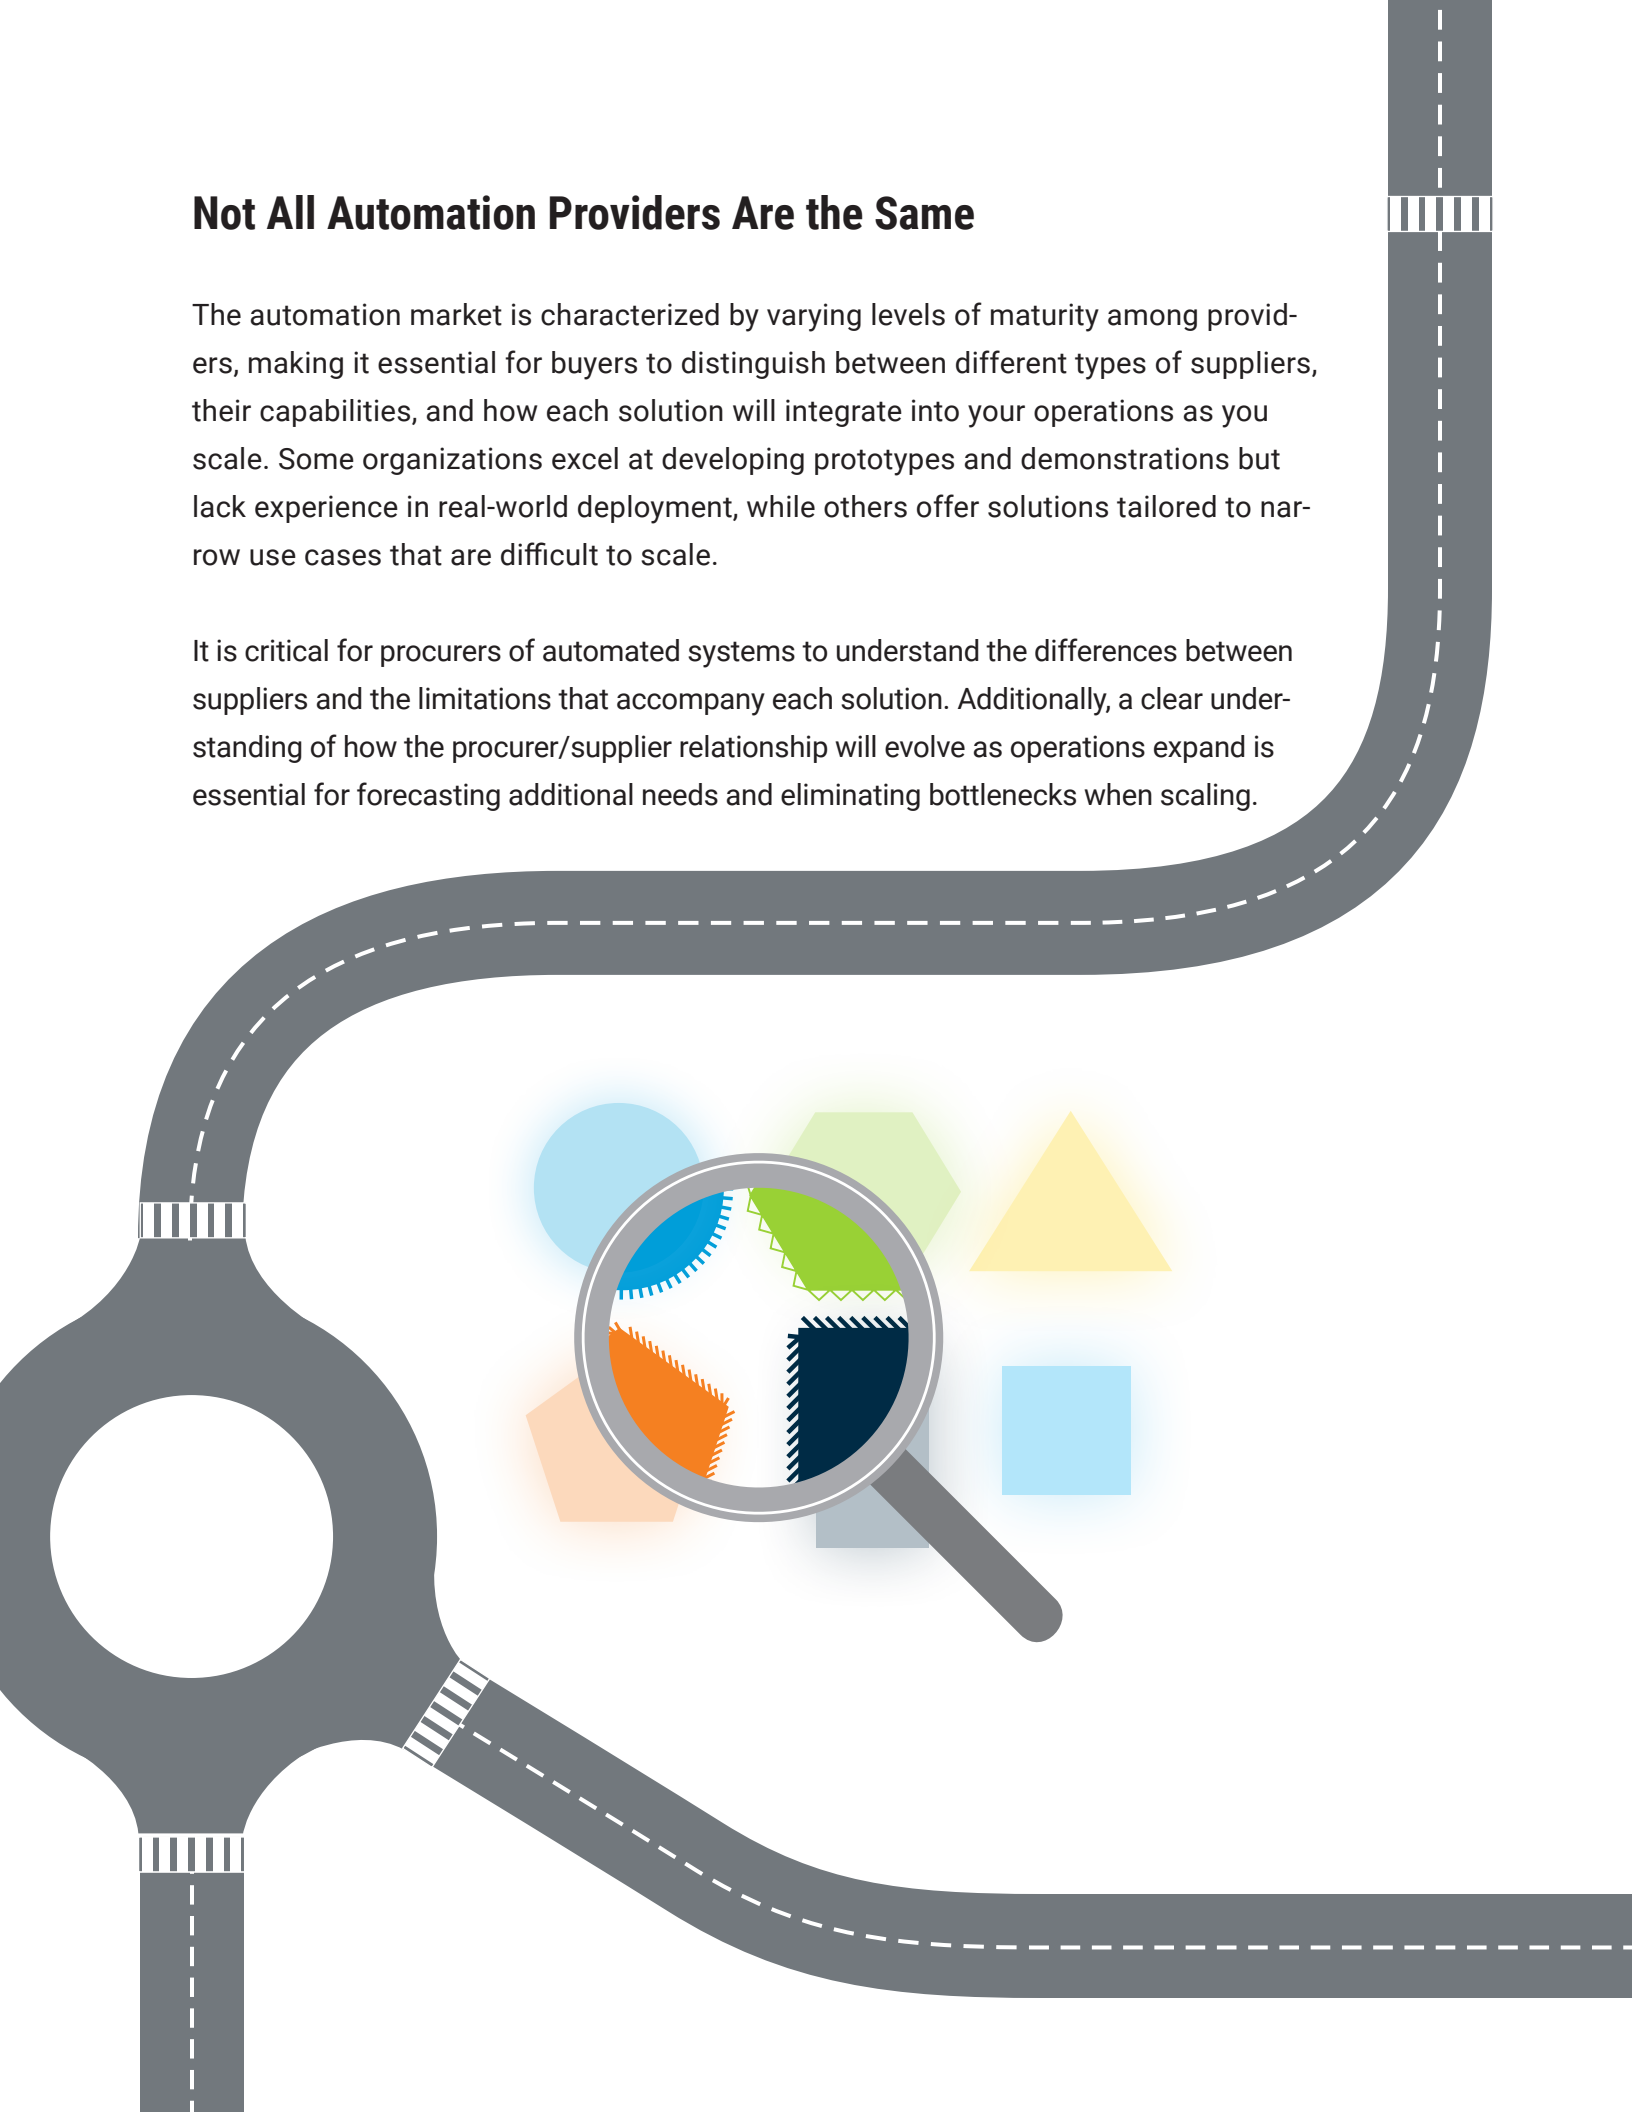 Not All Automation Providers Are the Same
The automation market is characterized by varying levels of maturity among provid-
ers, making it essential for buyers to distinguish between different types of suppliers,
their capabilities, and how each solution will integrate into your operations as you
scale. Some organizations excel at developing prototypes and demonstrations but
lack experience in real-world deployment, while others offer solutions tailored to nar-
row use cases that are difficult to scale.
It is critical for procurers of automated systems to understand the differences between
suppliers and the limitations that accompany each solution. Additionally, a clear under-
standing of how the procurer/supplier relationship will evolve as operations expand is
essential for forecasting additional needs and eliminating bottlenecks when scaling.